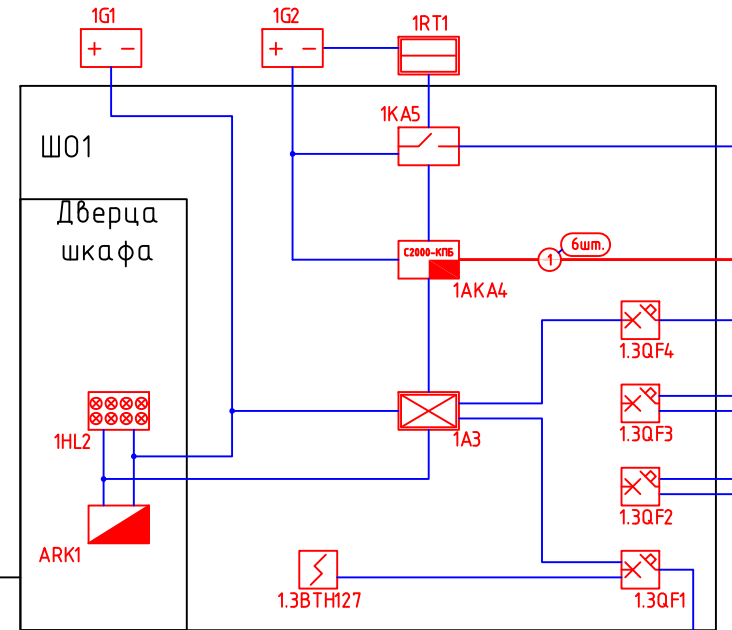 1G1
1G2
1RT1
+ −
+ −
1KA5
ШО1
Дверца
шкафа
6шт.
С2000-КПБ
1
1AKA4
1.3QF4
1.3QF3
1HL2
1A3
1.3QF2
ARK1
1.3BTH127
1.3QF1